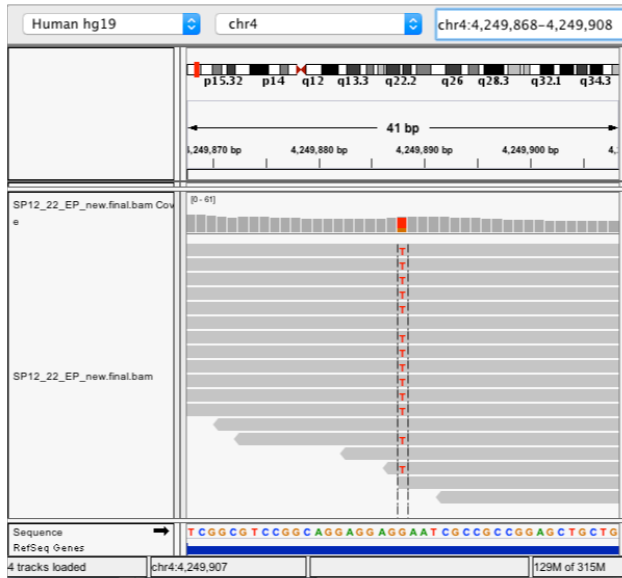 Human hg19 chr4 chr4:4,249,868-4,249,908
p15.32 p14 q12 q13.3 q22.2 q26 q28.3 q32.1 q34.3
41 bp
4,249,870 bp 4,249,880 bp 4,249,890 bp 4,249,900 bp 4,
SP12_22_EP_new.final.bam Cov
e
[0 - 61]
T
T
T
T
T
T
T
T
T
T
T
T
T
SP12_22_EP_new.final.bam
Sequence T C G G C G T C C G G C A G G A G G A G G A A T C G C C G C C G G A G C T G C T G
RefSeq Genes
4 tracks loaded chr4:4,249,907 129M of 315M